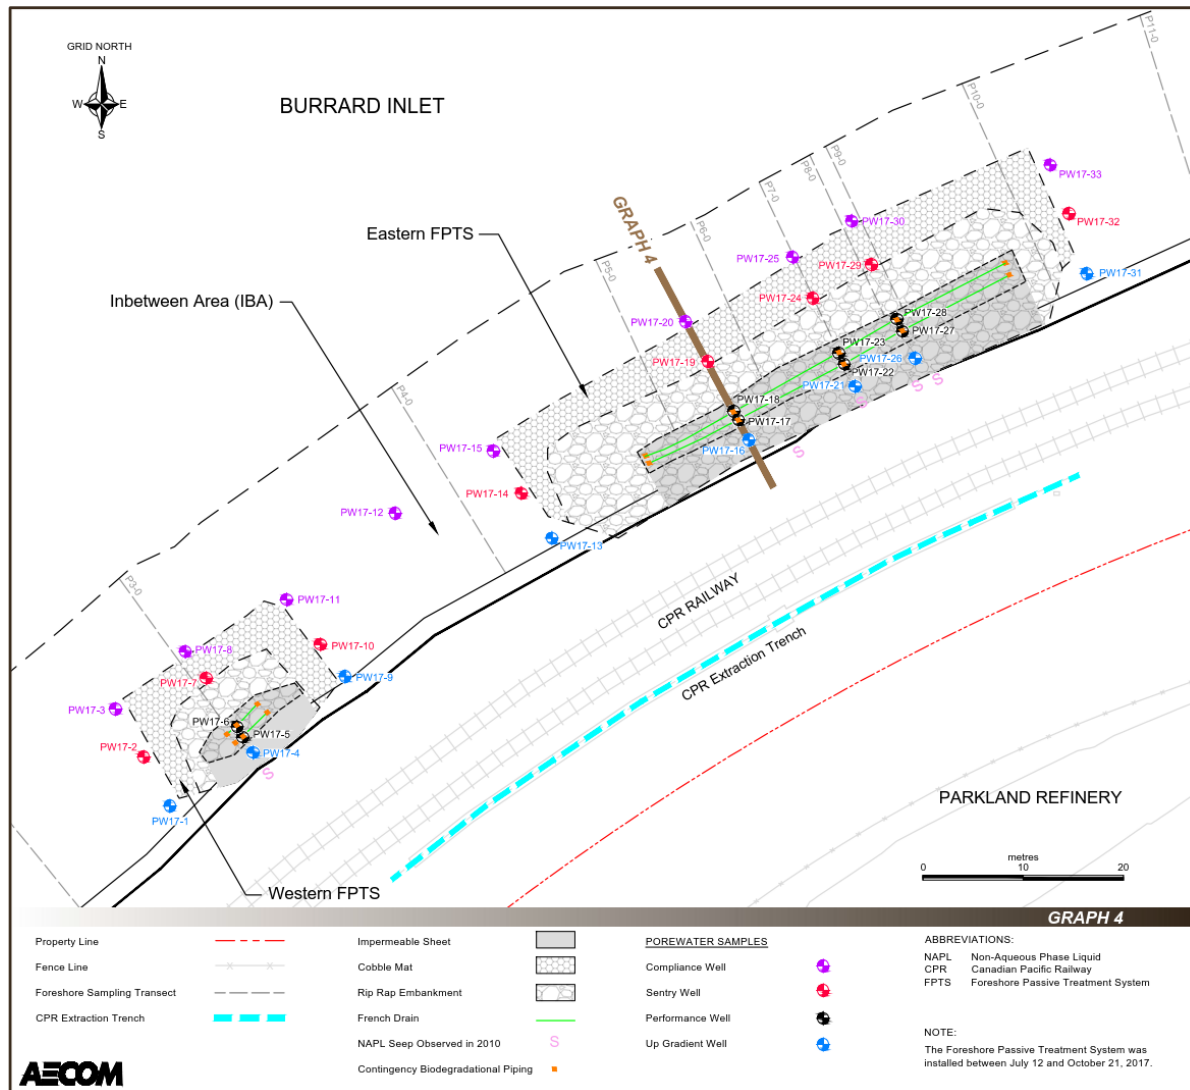 GRID NORTH
N
W
E
S
BURRARD INLET
P11-0
P10-0
P9-0
P8-0
P7-0
P6-0
P5-0
P4-0
P3-0
GRAPH 4
Eastern FPTS
Inbetween Area (IBA)
PW17-33
PW17-32
PW17-31
PW17-30
PW17-29
PW17-25
PW17-24
PW17-28
PW17-27
PW17-26
PW17-23
PW17-22
PW17-21
PW17-20
PW17-19
PW17-18
PW17-17
PW17-16
PW17-15
PW17-14
PW17-13
PW17-12
PW17-11
PW17-10
PW17-9
PW17-8
PW17-7
PW17-6
PW17-5
PW17-4
PW17-3
PW17-2
PW17-1
S
S
S
S
S
CPR RAILWAY
CPR Extraction Trench
PARKLAND REFINERY
Western FPTS
metres
0 10 20
GRAPH 4
Property Line
Fence Line
Foreshore Sampling Transect
CPR Extraction Trench
Impermeable Sheet
Cobble Mat
Rip Rap Embankment
French Drain
NAPL Seep Observed in 2010 S
Contingency Biodegradational Piping
POREWATER SAMPLES
Compliance Well
Sentry Well
Performance Well
Up Gradient Well
ABBREVIATIONS:
NAPL Non-Aqueous Phase Liquid
CPR Canadian Pacific Railway
FPTS Foreshore Passive Treatment System
NOTE:
The Foreshore Passive Treatment System was
installed between July 12 and October 21, 2017.
AECOM